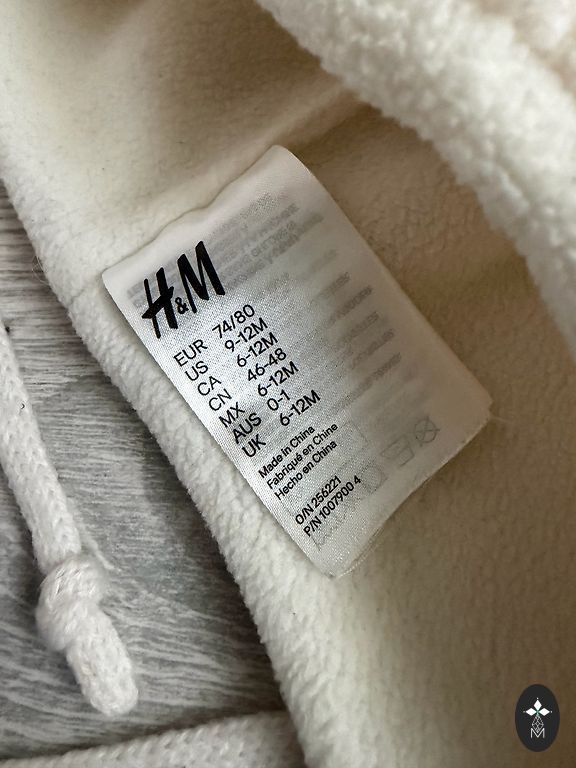 H&M
EUR 74/80
US 9-12M
CA 6-12M
CN 46-48
MX 6-12M
AUS 0-1
UK 6-12M
Made in China
Fabriqué en Chine
Hecho en China
O/N 256221
P/N 1007900 4
M